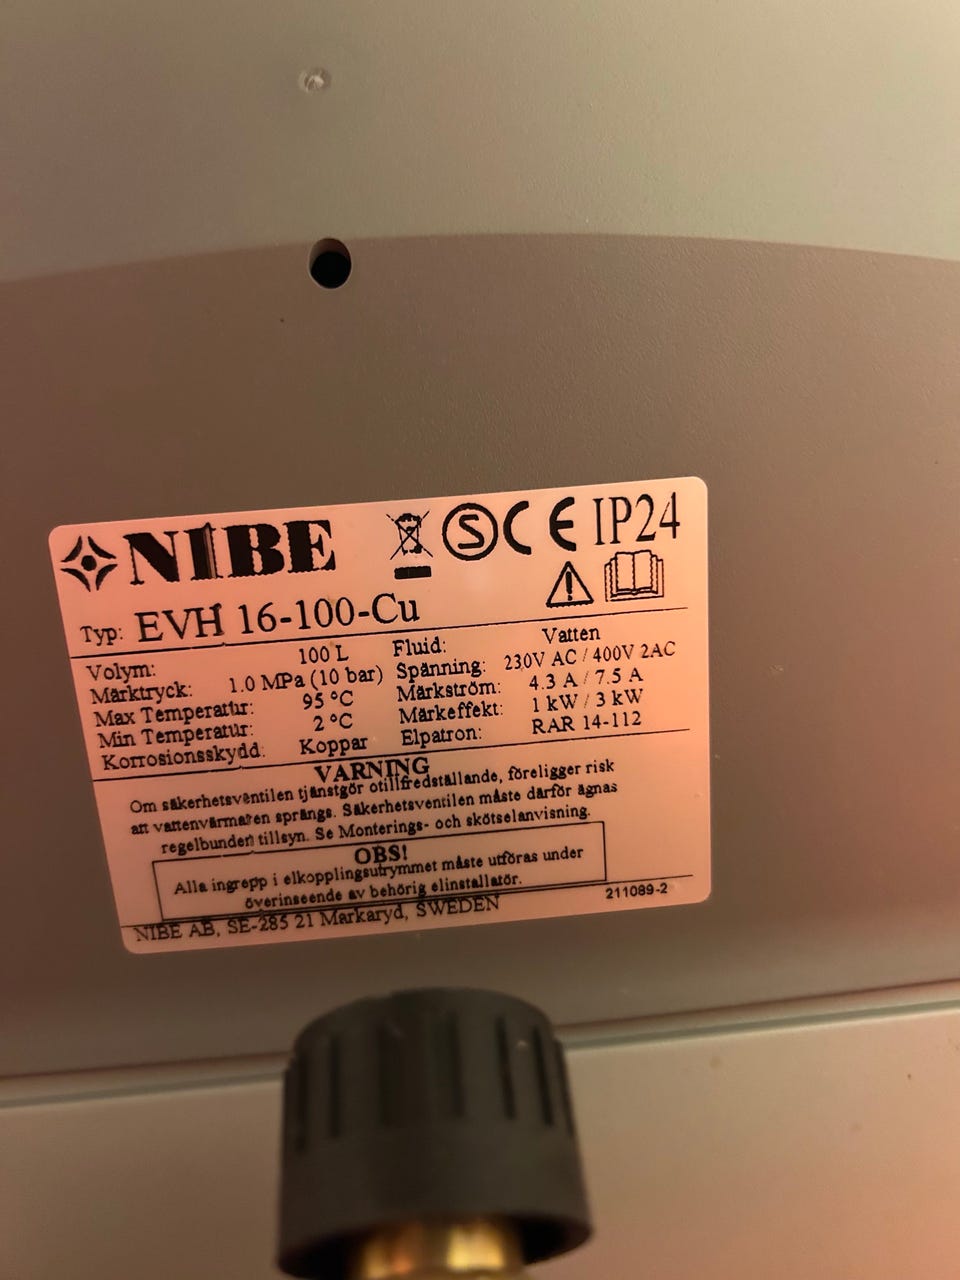 NIBE
S CE IP24
Typ: EVH 16-100-Cu
Volym: 100 L Fluid: Vatten
Märktryck: 1.0 MPa (10 bar) Spänning: 230V AC / 400V 2AC
Max Temperatur: 95 °C Märkström: 4.3 A / 7.5 A
Min Temperatur: 2 °C Märkeffekt: 1 kW / 3 kW
Korrosionsskydd: Koppar Elpatron: RAR 14-112
VARNING
Om säkerhetsventilen tjänstgör otillfredställande, föreligger risk
att vattenvärmaren sprängs. Säkerhetsventilen måste därför ägnas
regelbunden tillsyn. Se Monterings- och skötselanvisning.
OBS!
Alla ingrepp i elkopplingsutrymmet måste utföras under
överinseende av behörig elinstallatör.
211089-2
NIBE AB, SE-285 21 Markaryd, SWEDEN